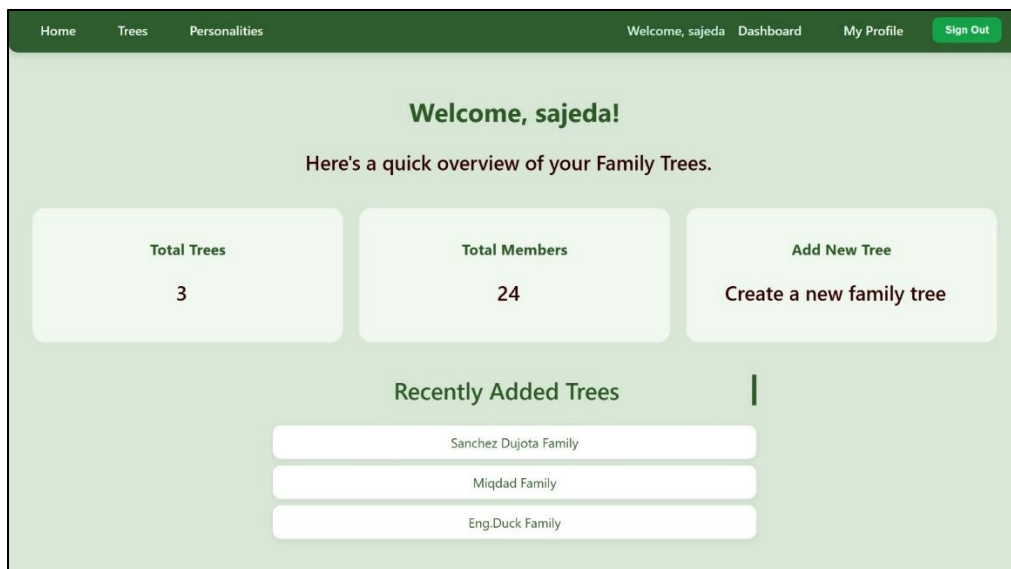 Home Trees Personalities Welcome, sajeda Dashboard My Profile Sign Out
Welcome, sajeda!
Here's a quick overview of your Family Trees.
Total Trees
3
Total Members
24
Add New Tree
Create a new family tree
Recently Added Trees
Sanchez Dujota Family
Miqdad Family
Eng.Duck Family